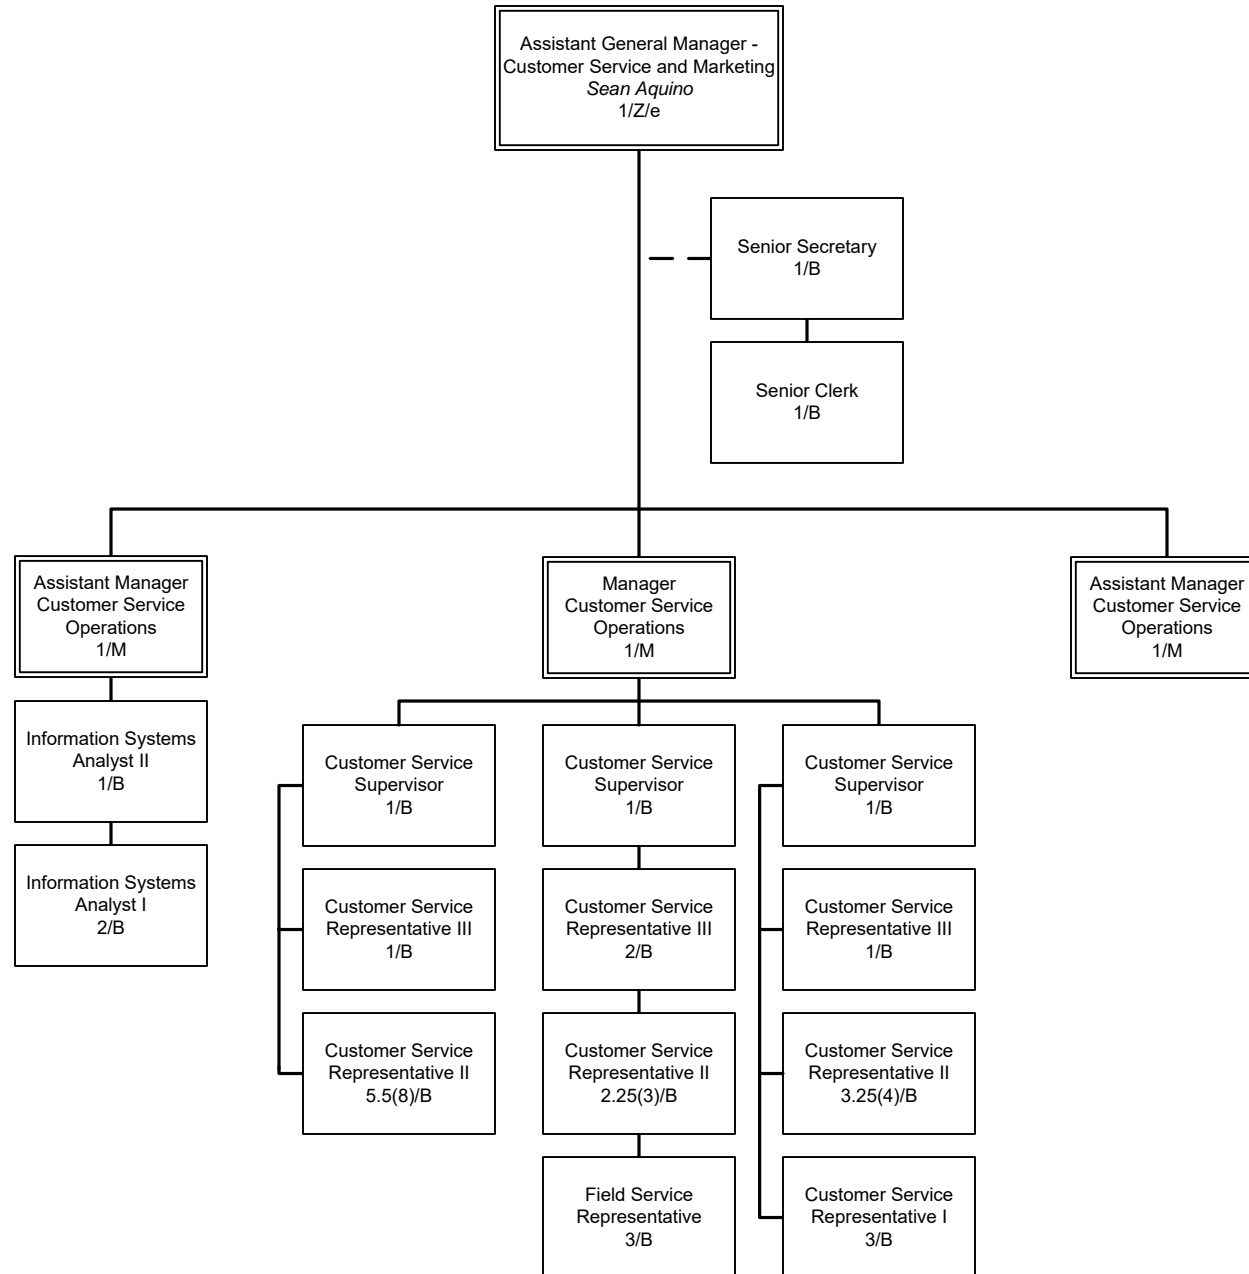 Assistant General Manager -
Customer Service and Marketing
Sean Aquino
1/Z/e
Senior Secretary
1/B
Senior Clerk
1/B
Assistant Manager
Customer Service
Operations
1/M
Manager
Customer Service
Operations
1/M
Assistant Manager
Customer Service
Operations
1/M
Information Systems
Analyst II
1/B
Information Systems
Analyst I
2/B
Customer Service
Supervisor
1/B
Customer Service
Representative III
1/B
Customer Service
Representative II
5.5(8)/B
Customer Service
Supervisor
1/B
Customer Service
Representative III
2/B
Customer Service
Representative II
2.25(3)/B
Field Service
Representative
3/B
Customer Service
Supervisor
1/B
Customer Service
Representative III
1/B
Customer Service
Representative II
3.25(4)/B
Customer Service
Representative I
3/B